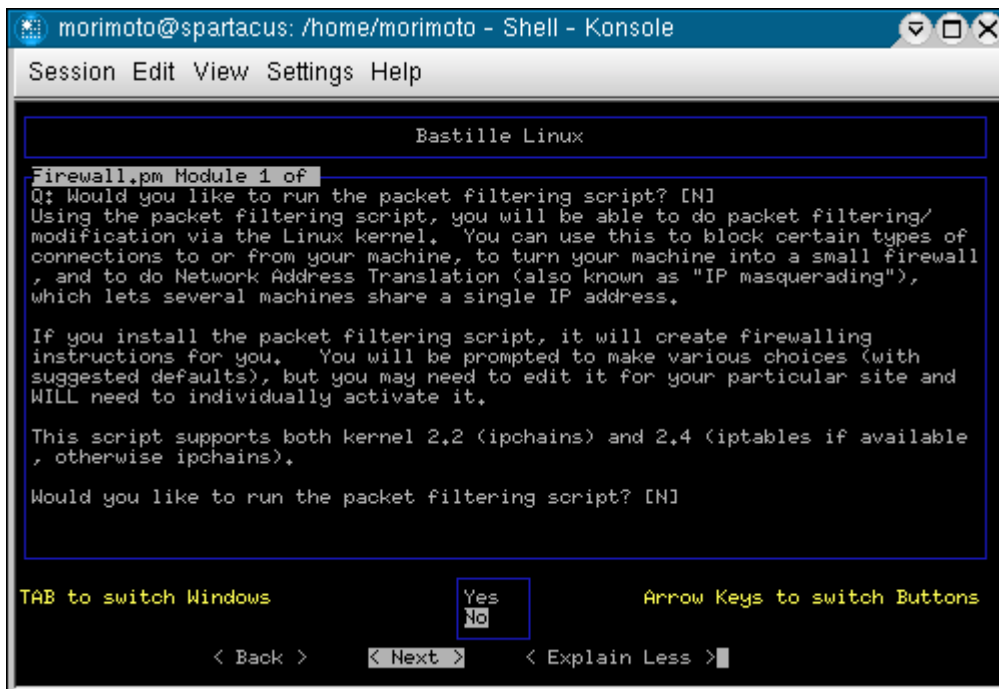 morimoto@spartacus: /home/morimoto - Shell - Konsole
Session Edit View Settings Help
Bastille Linux
Firewall.pm Module 1 of
Q: Would you like to run the packet filtering script? [N]
Using the packet filtering script, you will be able to do packet filtering/
modification via the Linux kernel.  You can use this to block certain types of
connections to or from your machine, to turn your machine into a small firewall
, and to do Network Address Translation (also known as "IP masquerading"),
which lets several machines share a single IP address.
If you install the packet filtering script, it will create firewalling
instructions for you.   You will be prompted to make various choices (with
suggested defaults), but you may need to edit it for your particular site and
WILL need to individually activate it.
This script supports both kernel 2.2 (ipchains) and 2.4 (iptables if available
, otherwise ipchains).
Would you like to run the packet filtering script? [N]
TAB to switch Windows
Yes
No
Arrow Keys to switch Buttons
< Back > < Next > < Explain Less >